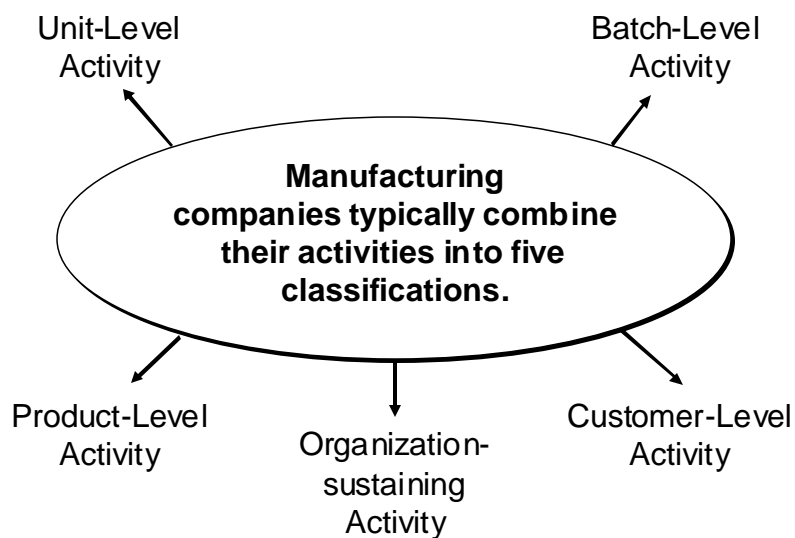 Unit-Level
Activity
Batch-Level
Activity
Manufacturing
companies typically combine
their activities into five
classifications.
Product-Level
Activity
Organization-
sustaining
Activity
Customer-Level
Activity